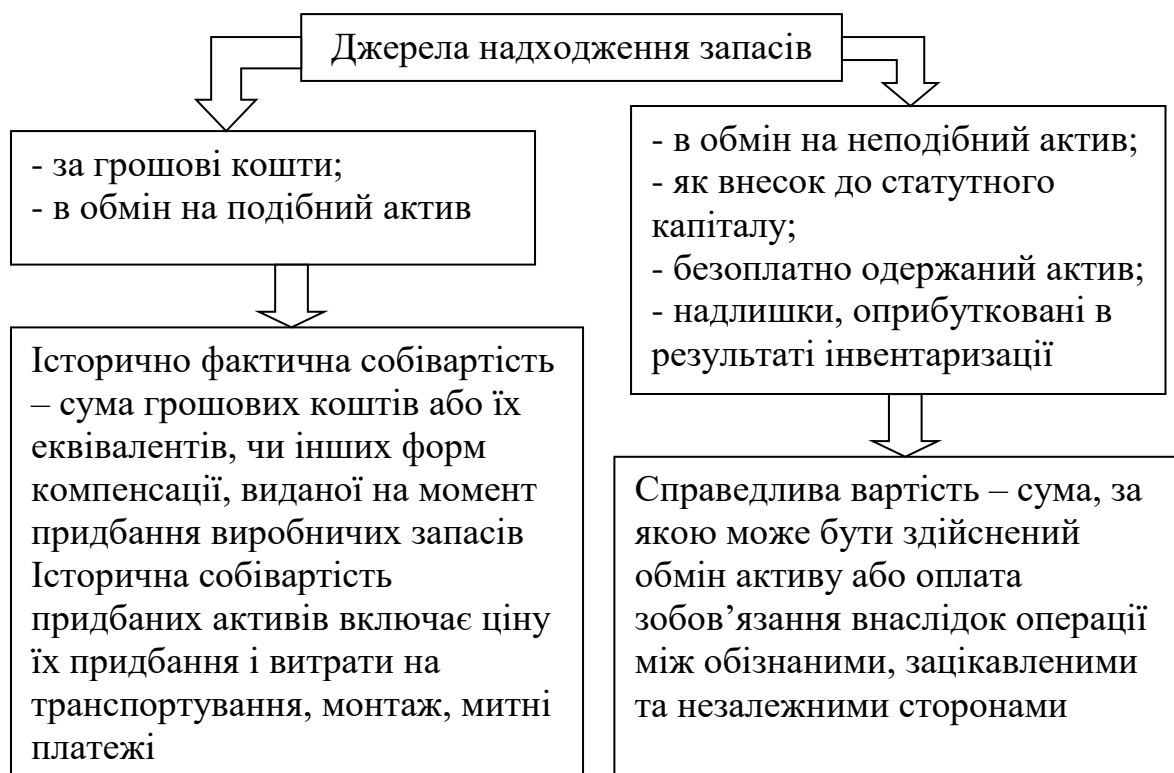 Джерела надходження запасів
- за грошові кошти;
- в обмін на подібний актив
- в обмін на неподібний актив;
- як внесок до статутного
капіталу;
- безоплатно одержаний актив;
- надлишки, оприбутковані в
результаті інвентаризації
Історично фактична собівартість
– сума грошових коштів або їх
еквівалентів, чи інших форм
компенсації, виданої на момент
придбання виробничих запасів
Історична собівартість
придбаних активів включає ціну
їх придбання і витрати на
транспортування, монтаж, митні
платежі
Справедлива вартість – сума, за
якою може бути здійснений
обмін активу або оплата
зобов’язання внаслідок операції
між обізнаними, зацікавленими
та незалежними сторонами